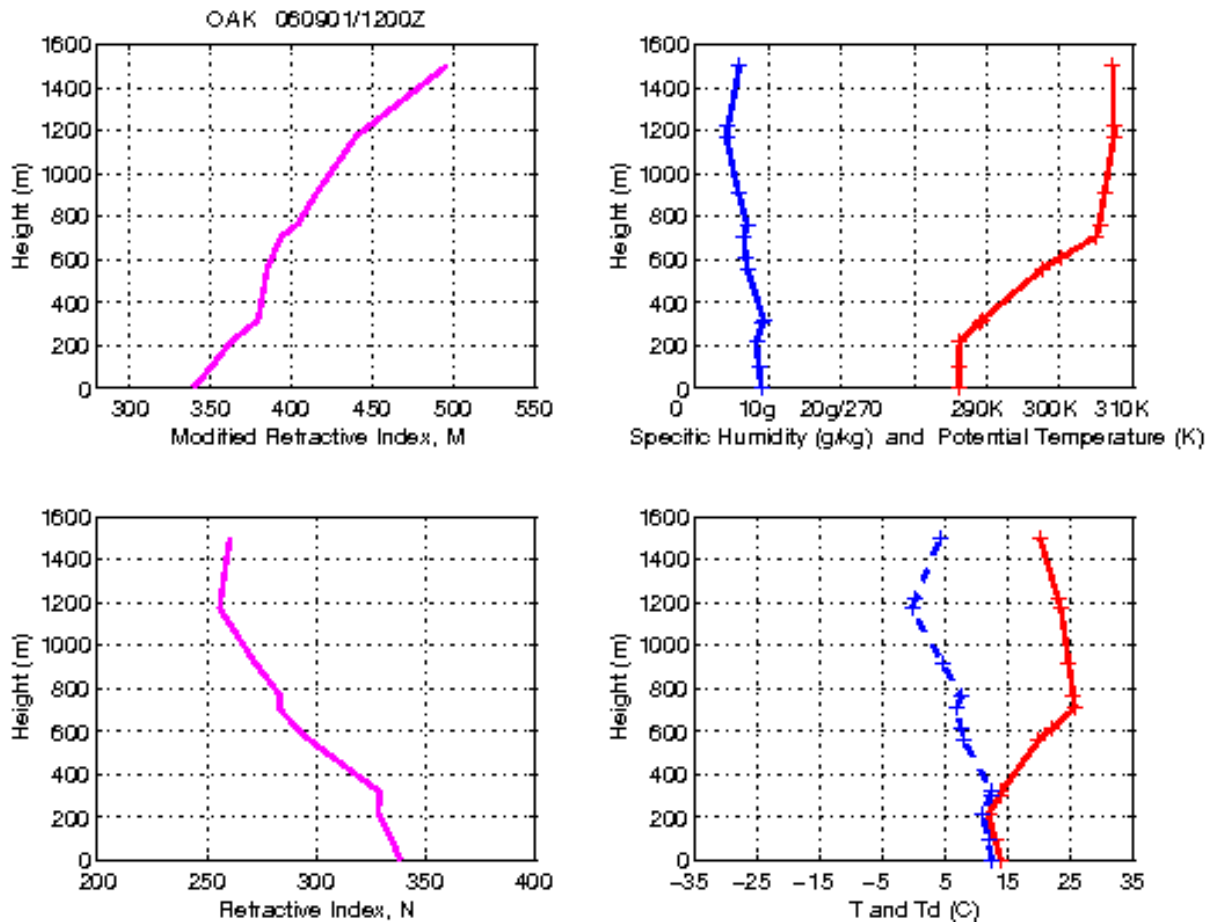 OAK 060901/1200Z
1600
1400
1200
1000
800
600
400
200
0
Height (m)
300 350 400 450 500 550
Modified Refractive Index, M
1600
1400
1200
1000
800
600
400
200
0
Height (m)
0 10g 20g/270 290K 300K 310K
Specific Humidity (g/kg) and Potential Temperature (K)
1600
1400
1200
1000
800
600
400
200
0
Height (m)
200 250 300 350 400
Refractive Index, N
1600
1400
1200
1000
800
600
400
200
0
Height (m)
−35 −25 −15 −5 5 15 25 35
T and Td (C)